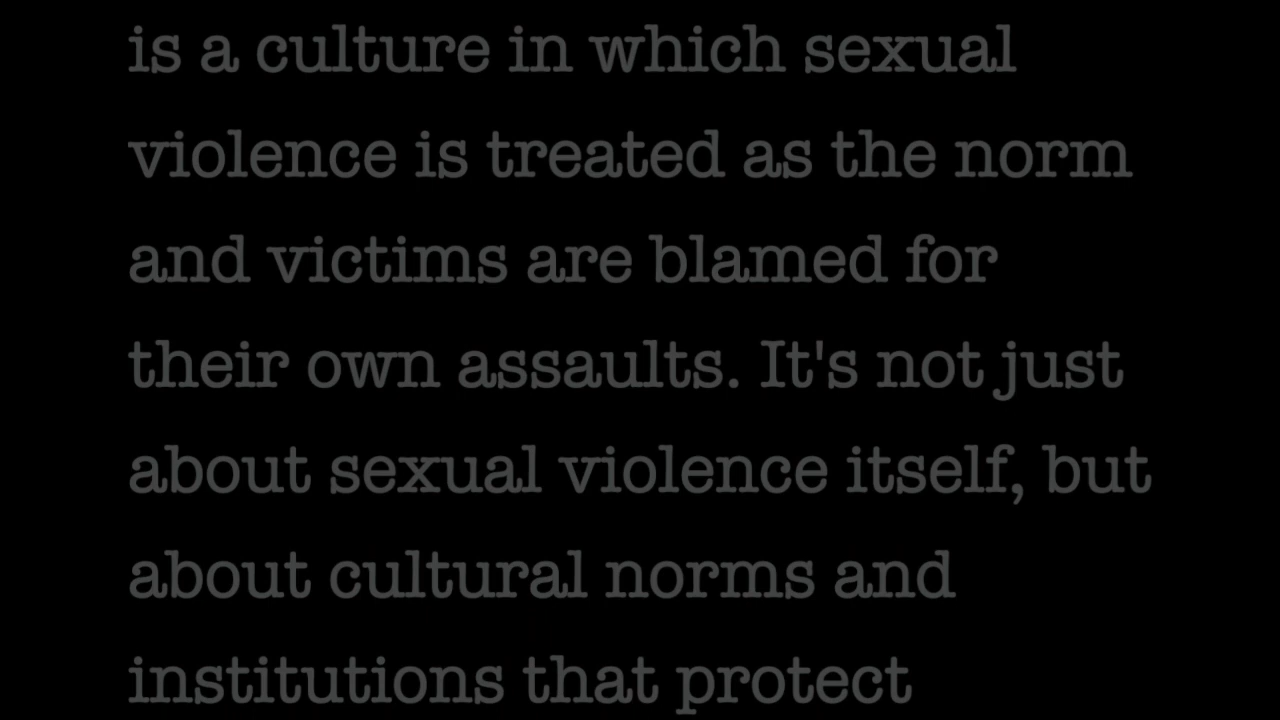 is a culture in which sexual
violence is treated as the norm
and victims are blamed for
their own assaults. It's not just
about sexual violence itself, but
about cultural norms and
institutions that protect